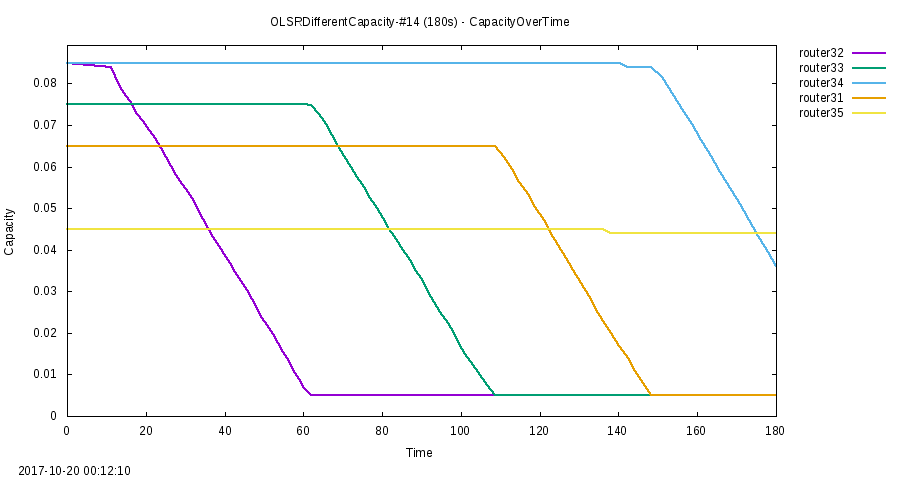 OLSRDifferentCapacity-#14 (180s) - CapacityOverTime
router32
router33
router34
router31
router35
0.08
0.07
0.06
0.05
0.04
0.03
0.02
0.01
0
Capacity
0 20 40 60 80 100 120 140 160 180
Time
2017-10-20 00:12:10